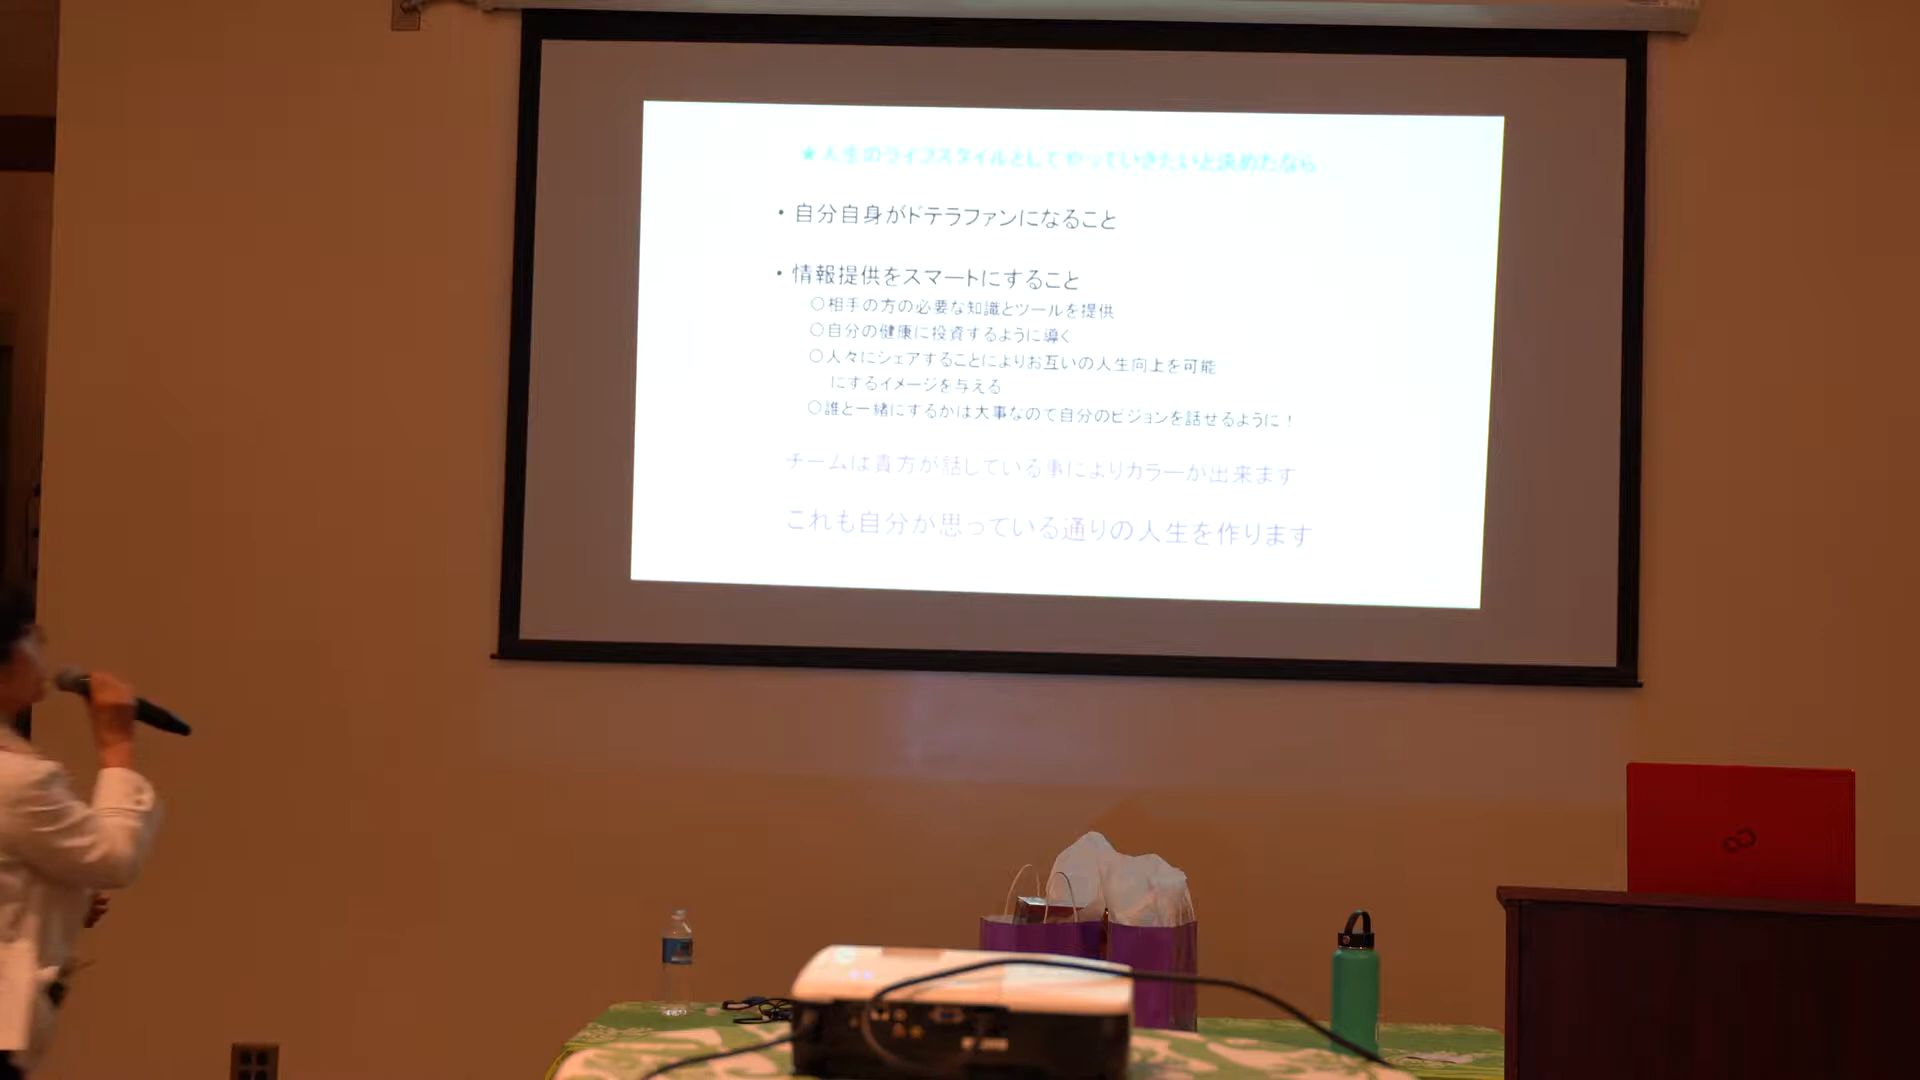 ★人生のライフスタイルとしてやっていきたいと決めたなら
・自分自身がドテラファンになること
・情報提供をスマートにすること
○相手の方の必要な知識とツールを提供
○自分の健康に投資するように導く
○人々にシェアすることによりお互いの人生向上を可能
にするイメージを与える
○誰と一緒にするかは大事なので自分のビジョンを話せるように！
チームは貴方が話している事によりカラーが出来ます
これも自分が思っている通りの人生を作ります